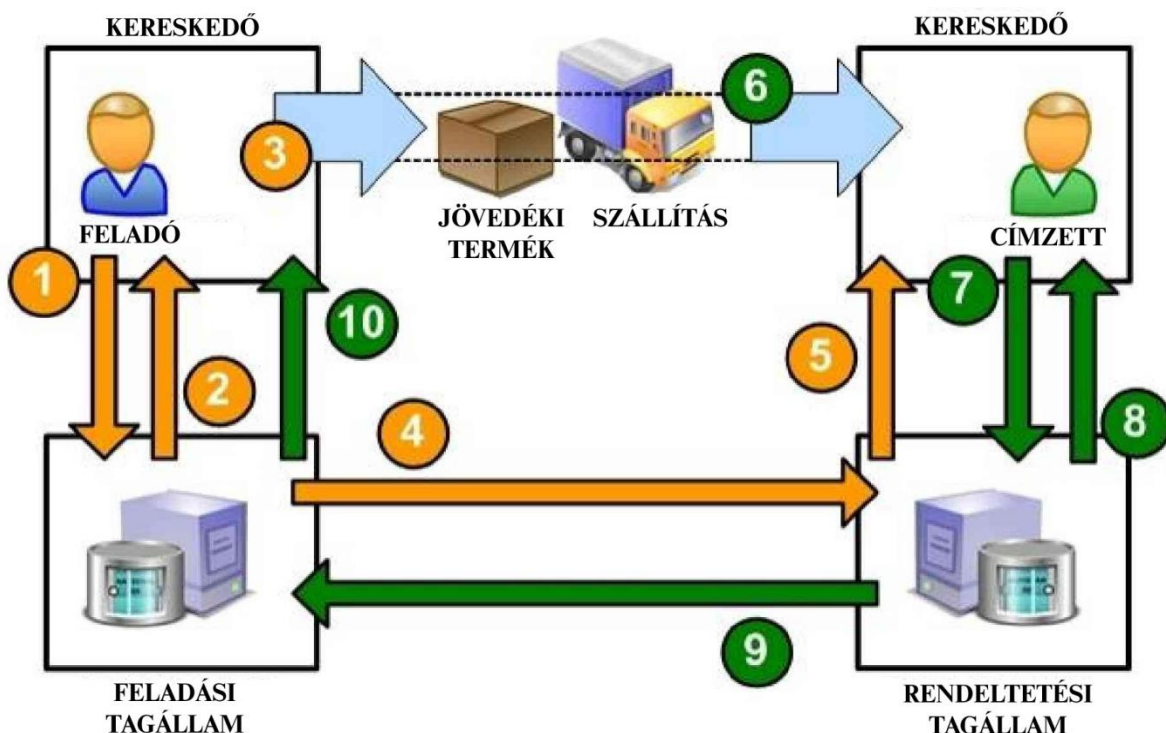 KERESKEDŐ
KERESKEDŐ
6
3
JÖVEDÉKI
TERMÉK
SZÁLLÍTÁS
FELADÓ
CÍMZETT
1
7
10
5
2
4
8
9
FELADÁSI
TAGÁLLAM
RENDELTETÉSI
TAGÁLLAM